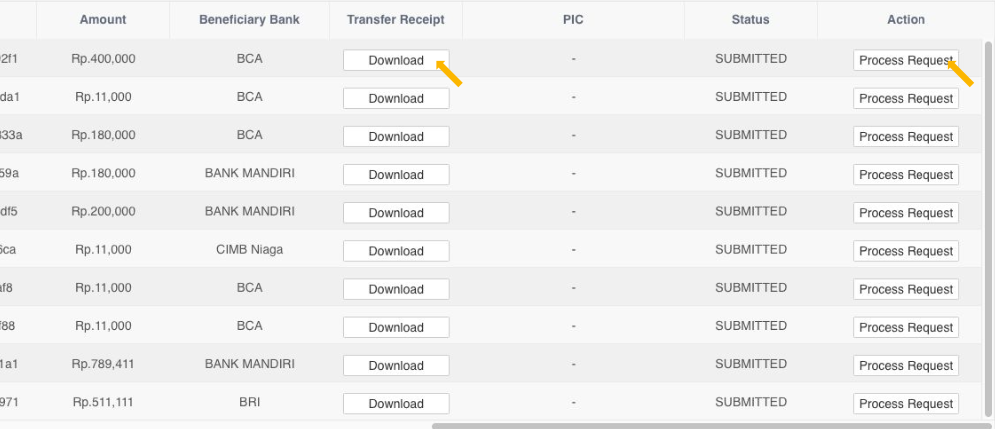 Amount Beneficiary Bank Transfer Receipt PIC Status Action
2f1 Rp.400,000 BCA Download - SUBMITTED Process Request
da1 Rp.11,000 BCA Download - SUBMITTED Process Request
33a Rp.180,000 BCA Download - SUBMITTED Process Request
59a Rp.180,000 BANK MANDIRI Download - SUBMITTED Process Request
df5 Rp.200,000 BANK MANDIRI Download - SUBMITTED Process Request
6ca Rp.11,000 CIMB Niaga Download - SUBMITTED Process Request
af8 Rp.11,000 BCA Download - SUBMITTED Process Request
f88 Rp.11,000 BCA Download - SUBMITTED Process Request
1a1 Rp.789,411 BANK MANDIRI Download - SUBMITTED Process Request
971 Rp.511,111 BRI Download - SUBMITTED Process Request